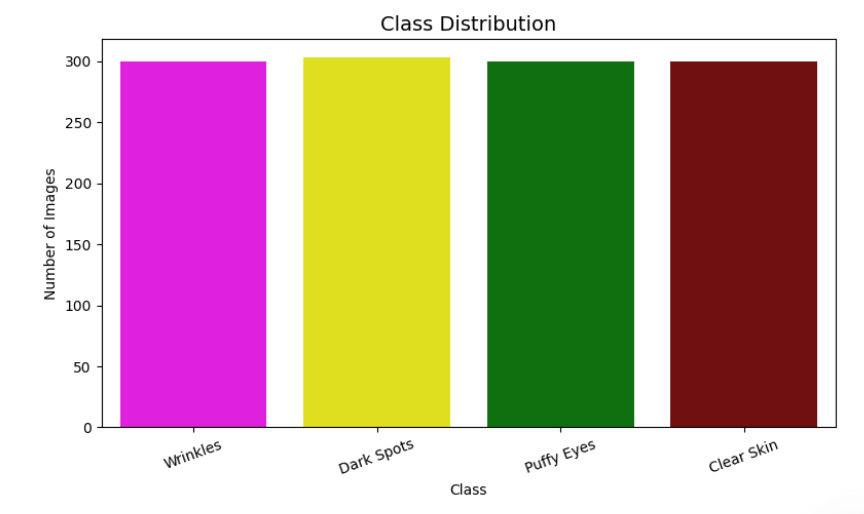 Class Distribution
Number of Images
300
250
200
150
100
50
0
Wrinkles
Dark Spots
Puffy Eyes
Clear Skin
Class